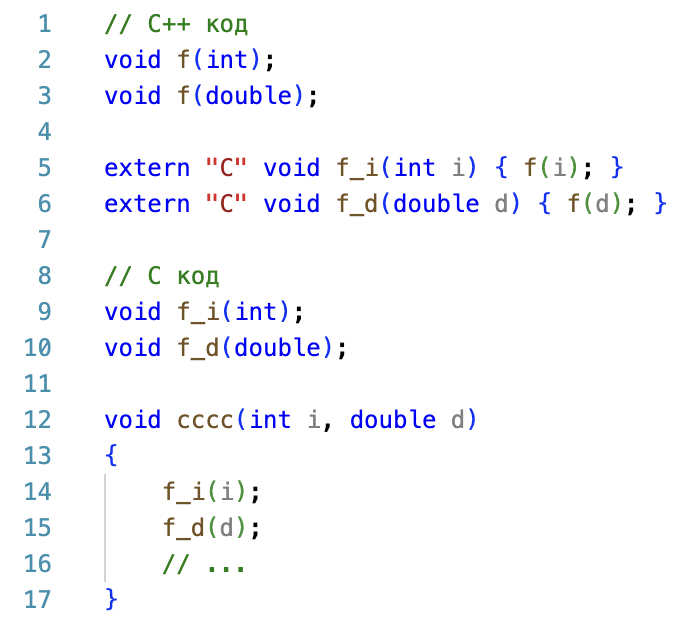 1 // C++ код
2 void f(int);
3 void f(double);
4
5 extern "C" void f_i(int i) { f(i); }
6 extern "C" void f_d(double d) { f(d); }
7
8 // C код
9 void f_i(int);
10 void f_d(double);
11
12 void cccc(int i, double d)
13 {
14     f_i(i);
15     f_d(d);
16     // ...
17 }